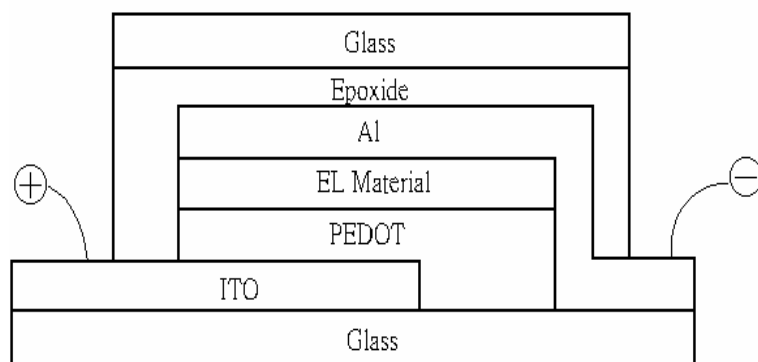 Glass
Epoxide
Al
EL Material
PEDOT
ITO
Glass
+
−